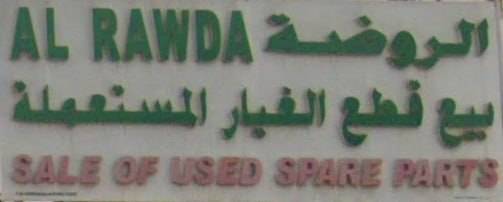 AL RAWDA الروضة
بيع قطع الغيار المستعملة
SALE OF USED SPARE PARTS